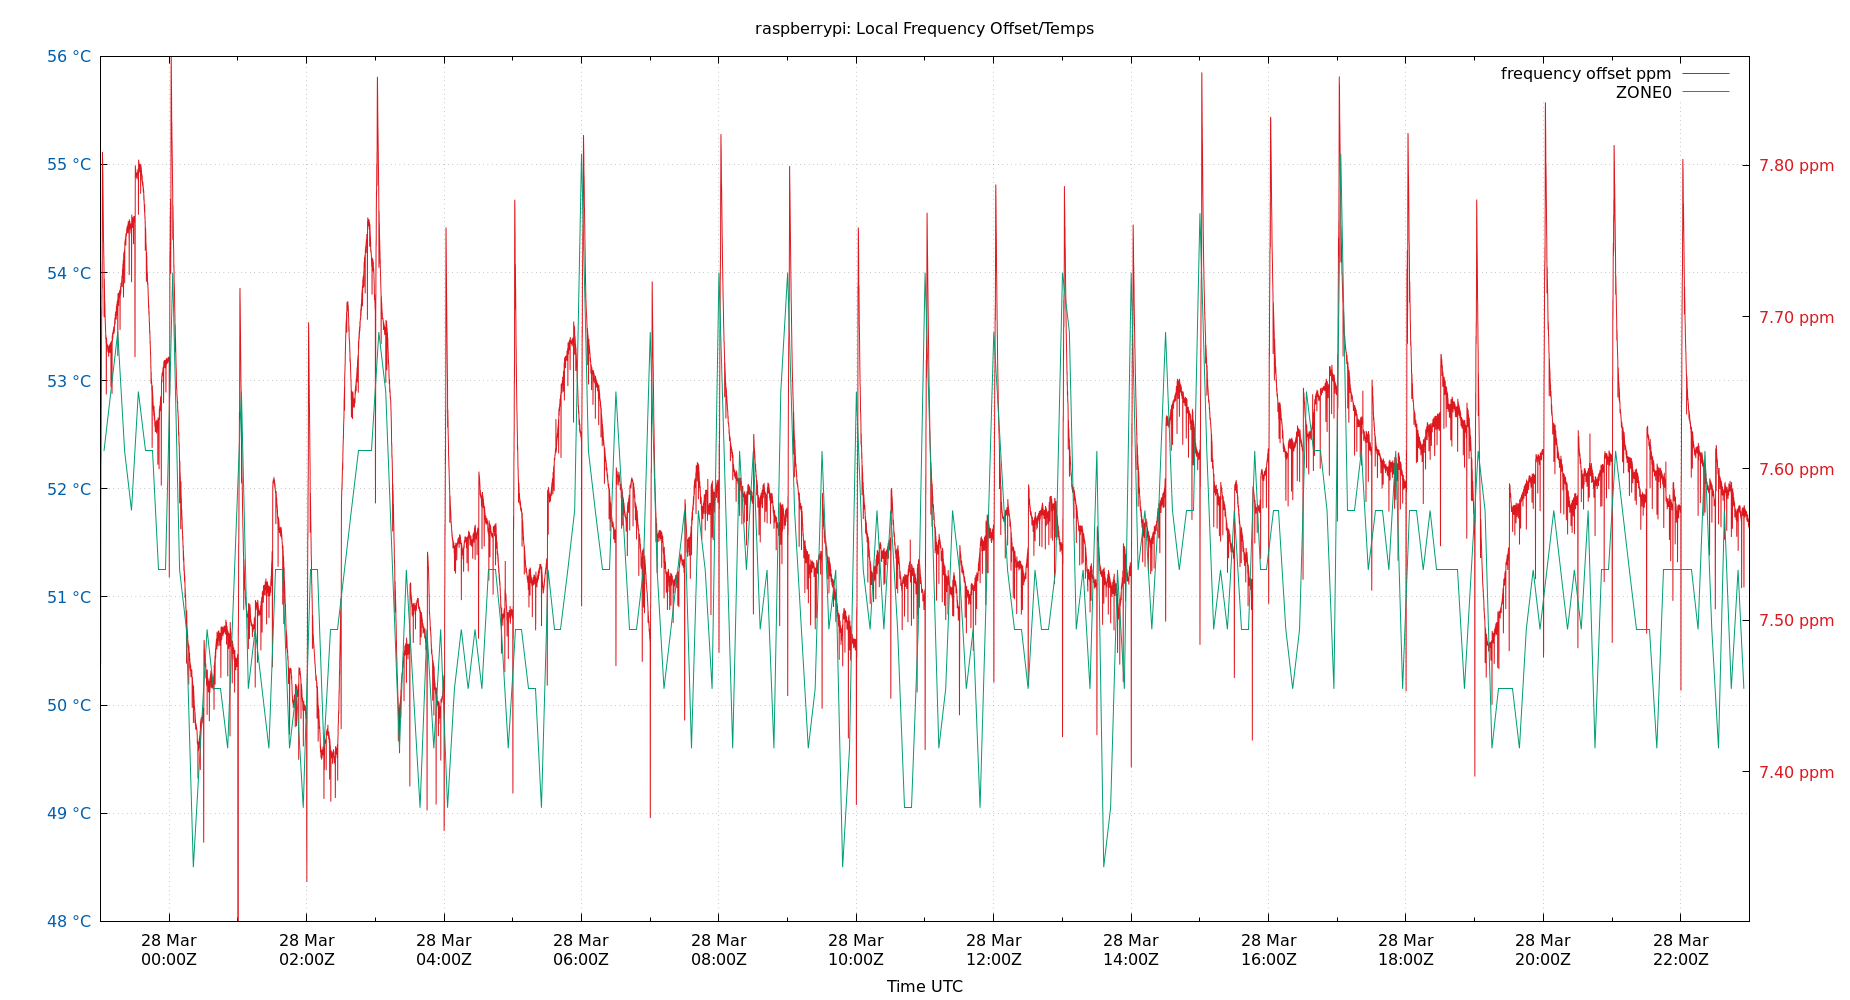 raspberrypi: Local Frequency Offset/Temps
frequency offset ppm
ZONE0
56 °C
55 °C
54 °C
53 °C
52 °C
51 °C
50 °C
49 °C
48 °C
7.80 ppm
7.70 ppm
7.60 ppm
7.50 ppm
7.40 ppm
28 Mar
00:00Z
28 Mar
02:00Z
28 Mar
04:00Z
28 Mar
06:00Z
28 Mar
08:00Z
28 Mar
10:00Z
28 Mar
12:00Z
28 Mar
14:00Z
28 Mar
16:00Z
28 Mar
18:00Z
28 Mar
20:00Z
28 Mar
22:00Z
Time UTC